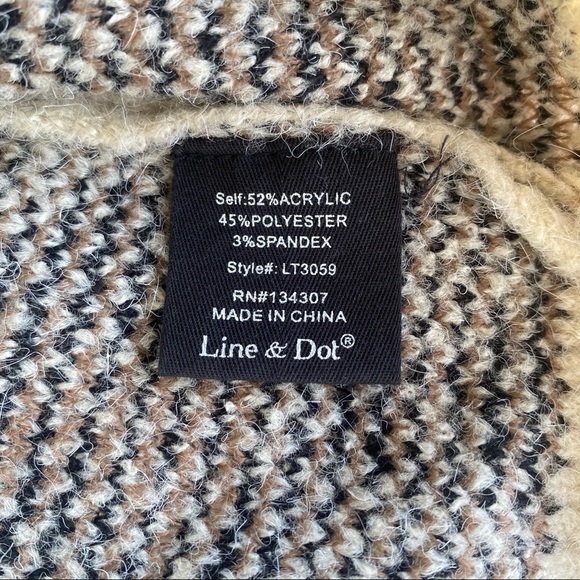 Self:52%ACRYLIC
45%POLYESTER
3%SPANDEX
Style#: LT3059
RN#134307
MADE IN CHINA
Line & Dot®